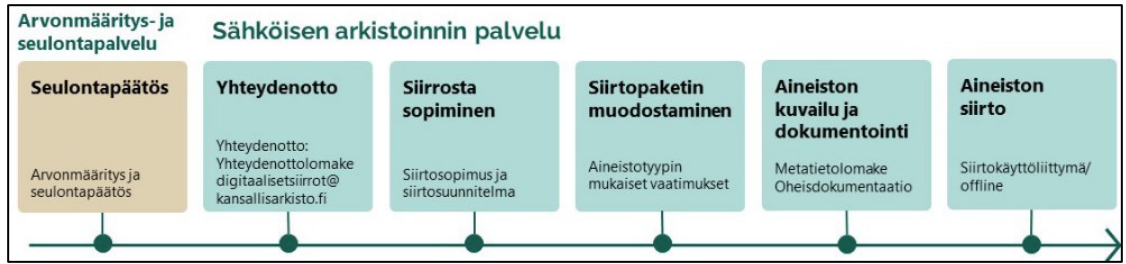 Arvonmääritys- ja
seulontapalvelu
Sähköisen arkistoinnin palvelu
Seulontapäätös
Arvonmääritys ja
seulontapäätös
Yhteydenotto
Yhteydenotto:
Yhteydenottolomake
digitaalisetsiirrot@
kansallisarkisto.fi
Siirrosta
sopiminen
Siirtosopimus ja
siirtosuunnitelma
Siirtopaketin
muodostaminen
Aineistotyypin
mukaiset vaatimukset
Aineiston
kuvailu ja
dokumentointi
Metatietolomake
Oheisdokumentaatio
Aineiston
siirto
Siirtokäyttöliittymä/
offline